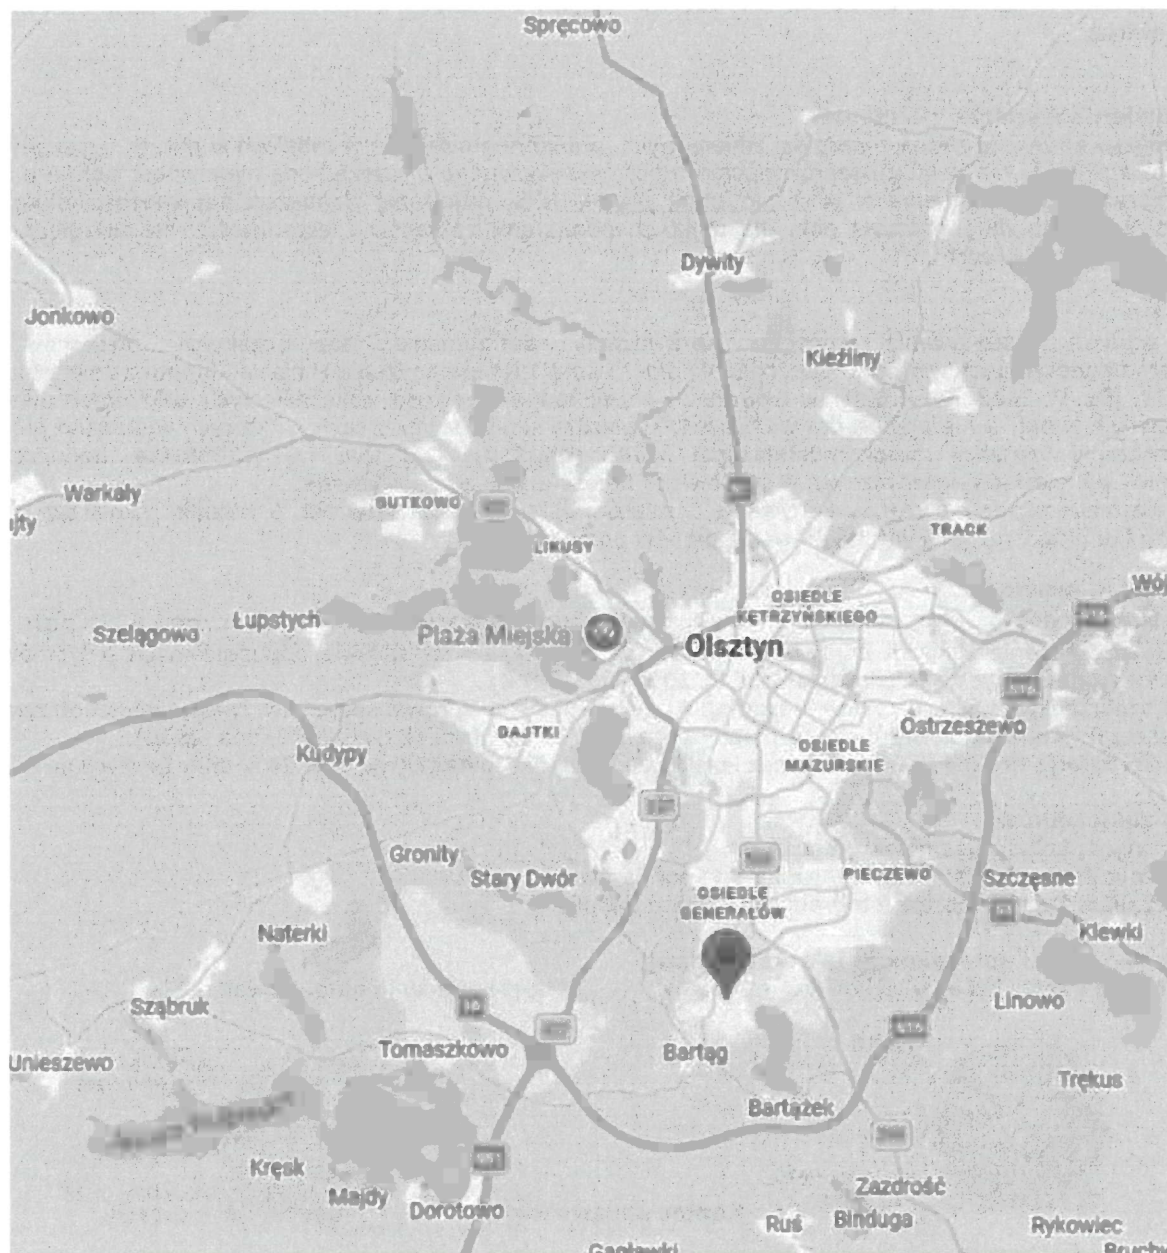 Spręcowo
Dywity
Jonkowo
Kieźliny
Warkały
GUTKOWO
TRACK
LIKUSY
OSIEDLE
KĘTRZYŃSKIEGO
Łupstych
Szelągowo
Plaża Miejska
Olsztyn
DAJTKI
Ostrzeszewo
Kudypy
OSIEDLE
MAZURSKIE
Gronity
Stary Dwór
PIECZEWO
Szczęsne
OSIEDLE
GENERAŁÓW
Naterki
Klewki
Sząbruk
Linowo
Tomaszkowo
Bartąg
Unieszewo
Trękus
Bartążek
Kręsk
Majdy
Dorotowo
Zazdrość
Ruś
Binduga
Rykowiec